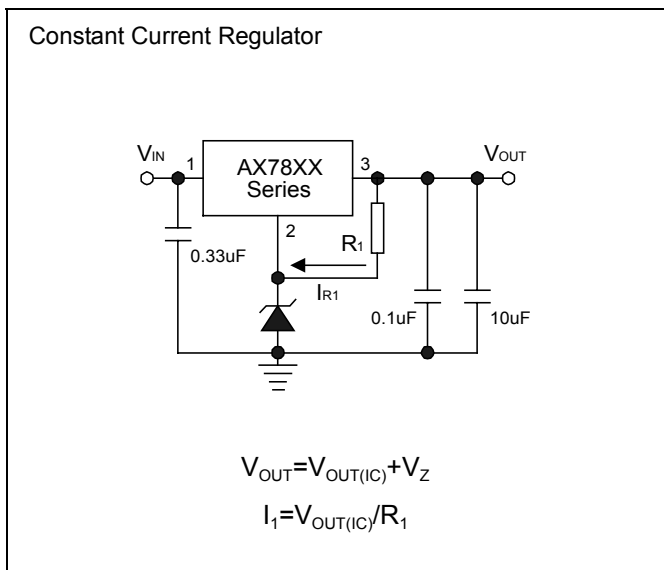 Constant Current Regulator
VIN
1
AX78XX
Series
3
VOUT
2
R1
0.33uF
IR1
0.1uF
10uF
VOUT=VOUT(IC)+VZ
I1=VOUT(IC)/R1